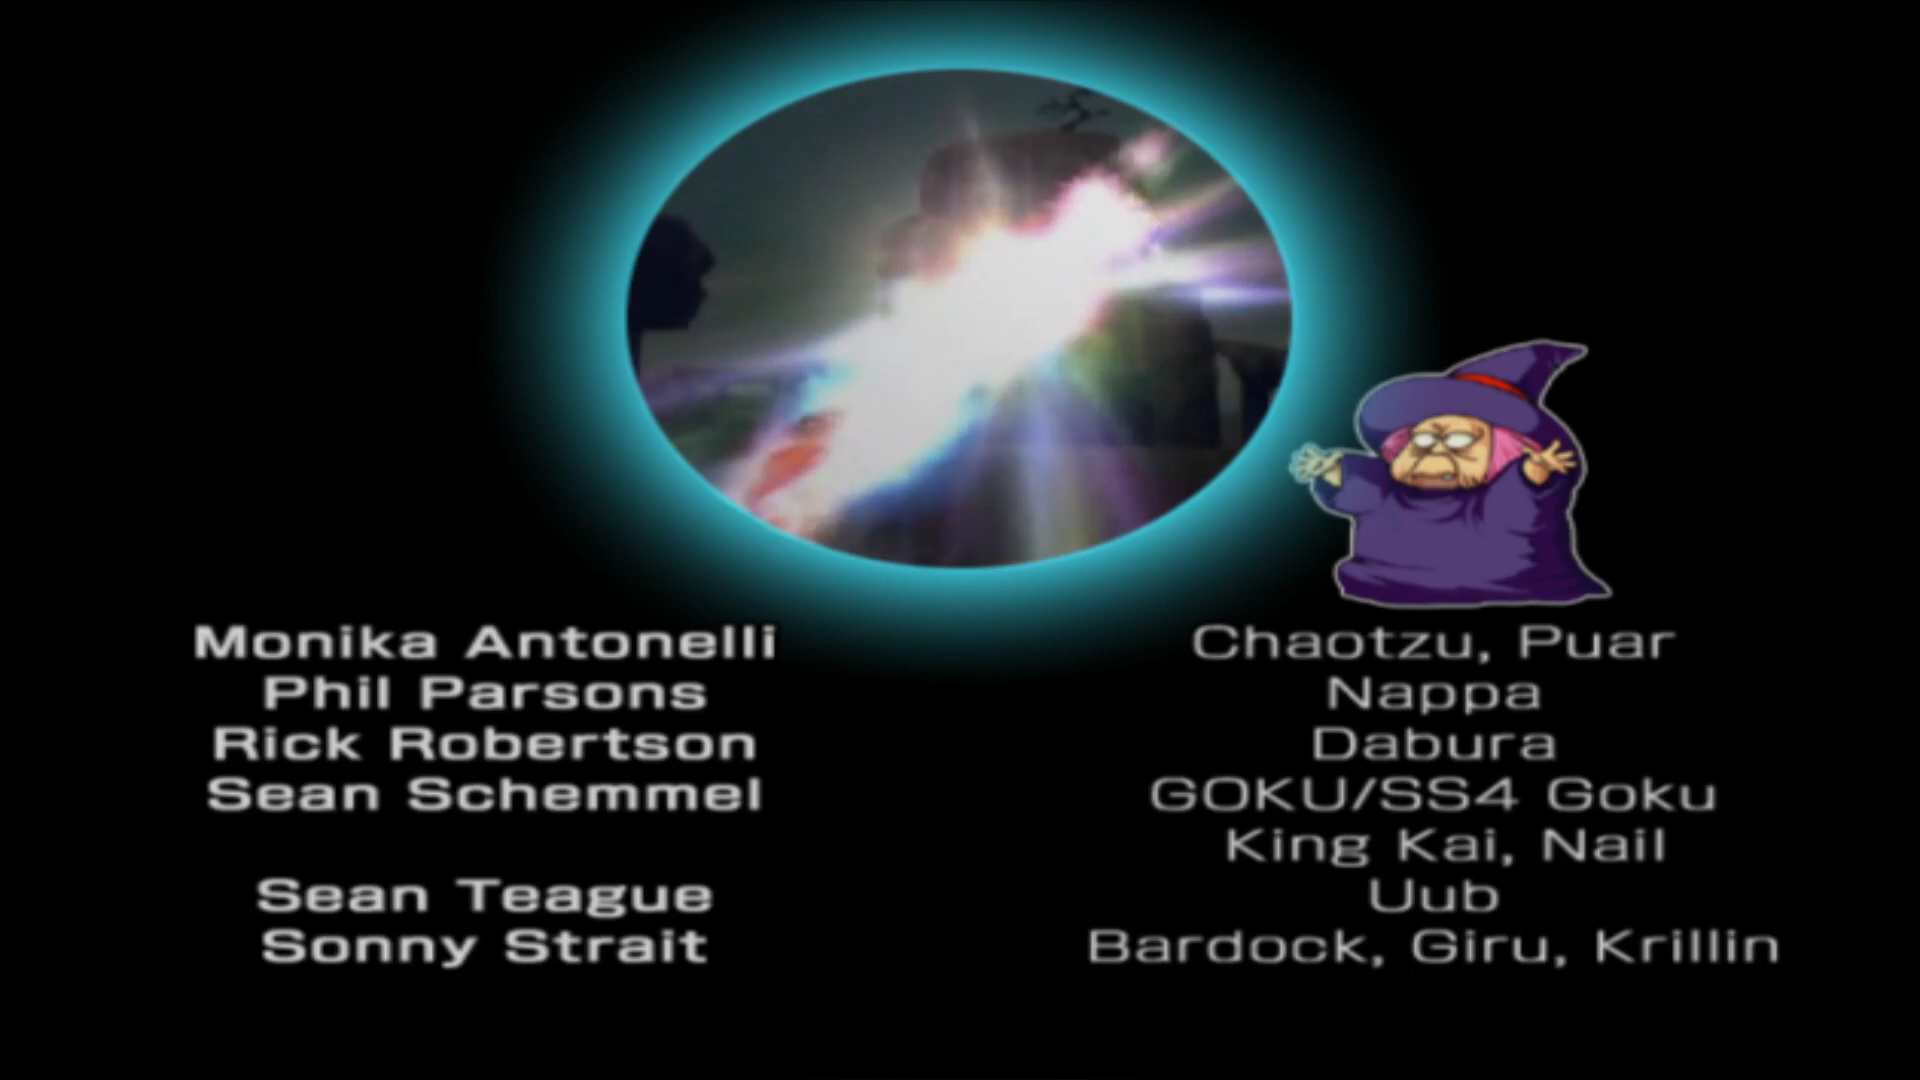 Monika Antonelli Chaotzu, Puar
Phil Parsons Nappa
Rick Robertson Dabura
Sean Schemmel GOKU/SS4 Goku
King Kai, Nail
Sean Teague Uub
Sonny Strait Bardock, Giru, Krillin